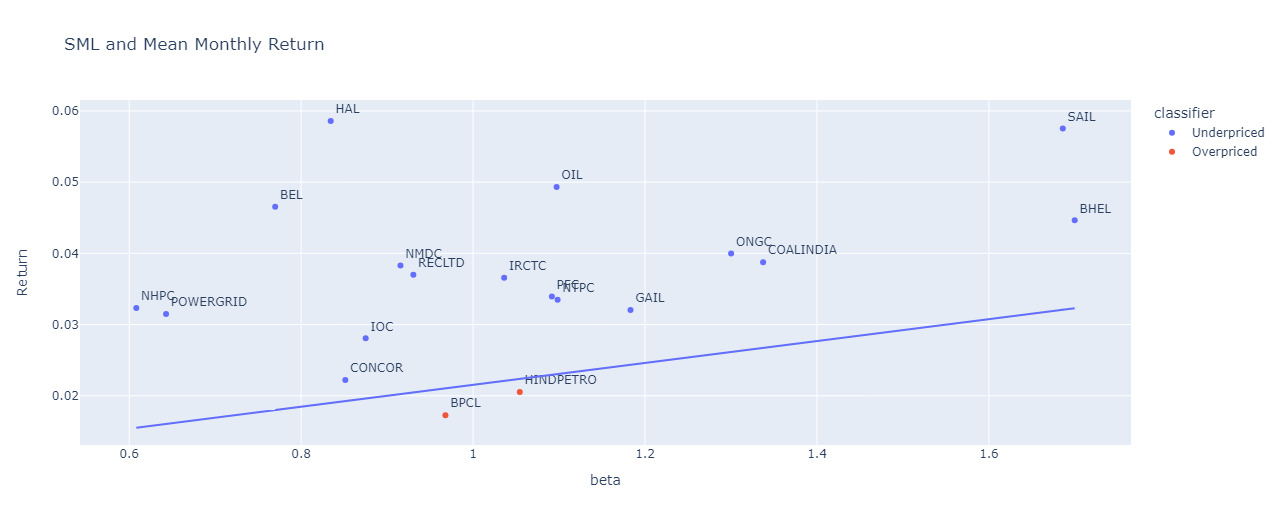 SML and Mean Monthly Return
classifier
Underpriced
Overpriced
Return
0.06
0.05
0.04
0.03
0.02
HAL
SAIL
OIL
BEL
BHEL
ONGC
COALINDIA
NMDC
RECLTD
IRCTC
PFC
NTPC
GAIL
NHPC
POWERGRID
IOC
CONCOR
HINDPETRO
BPCL
0.6
0.8
1
1.2
1.4
1.6
beta